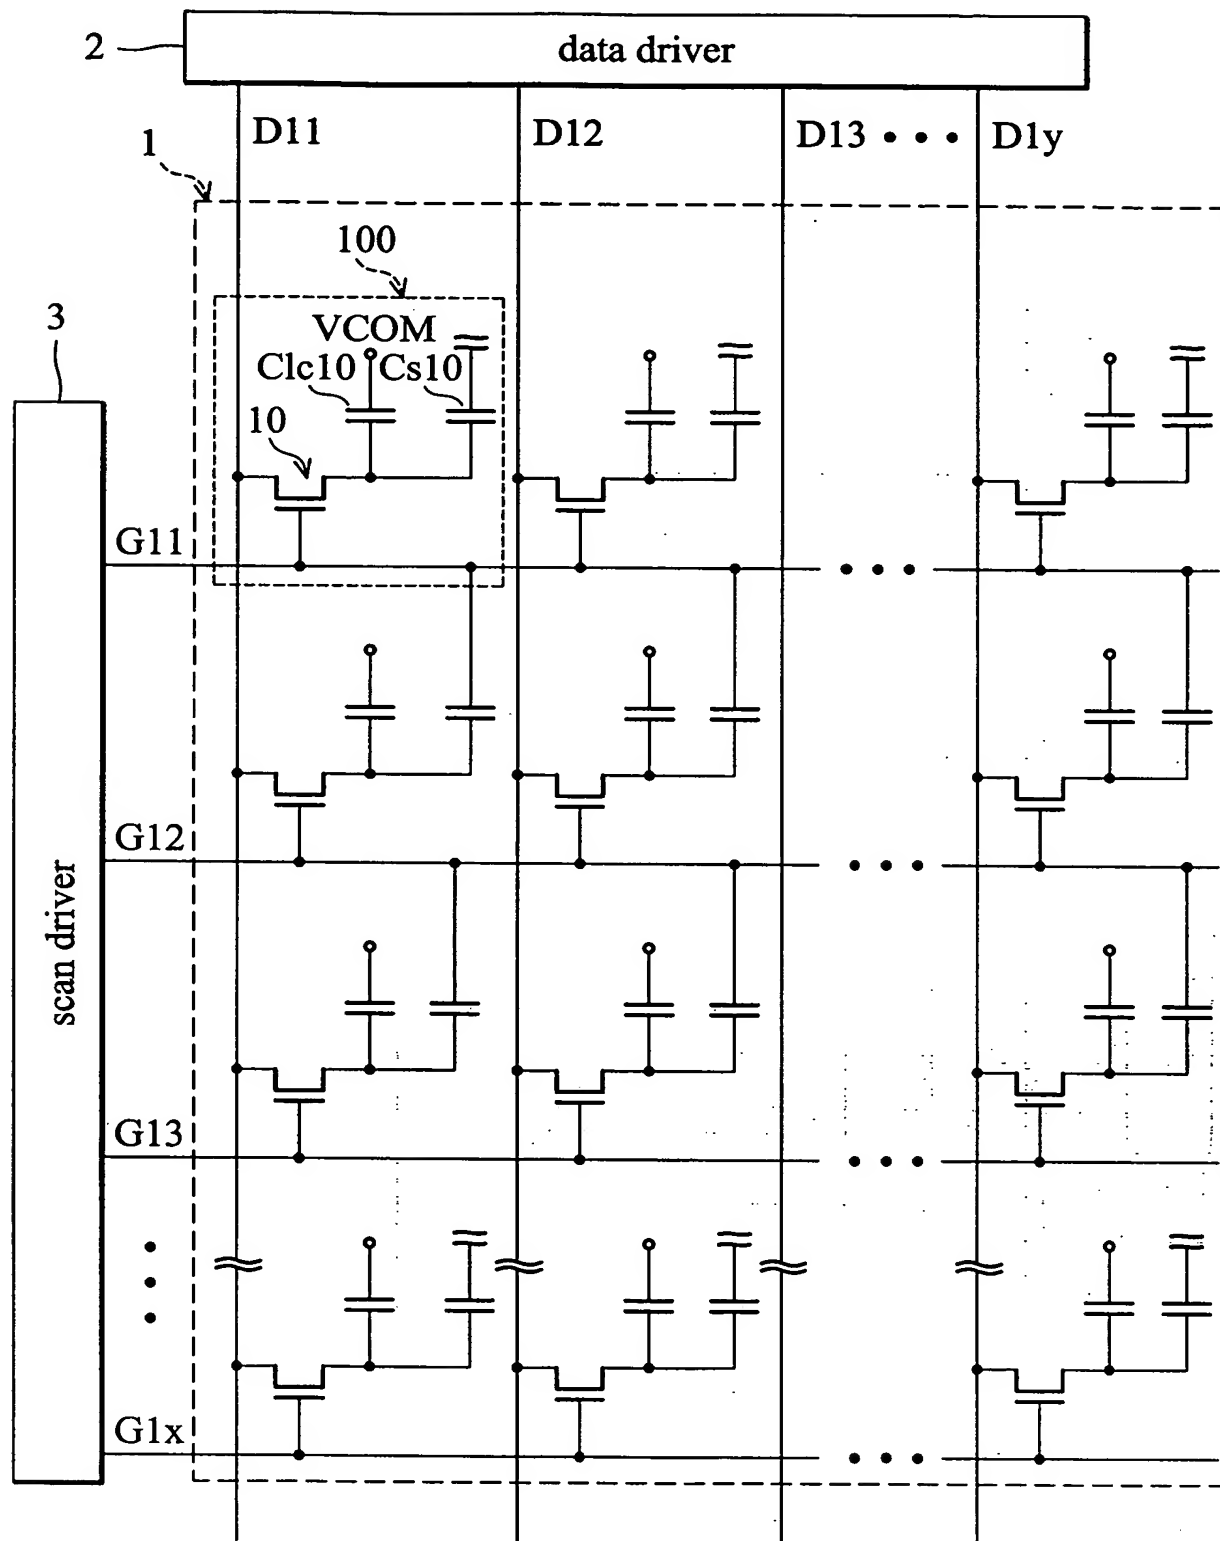 2
data driver
D11
D12
D13 • • •
D1y
1
100
VCOM
Clc10
Cs10
10
3
scan driver
G11
• • •
G12
• • •
G13
• • •
G1x
• • •